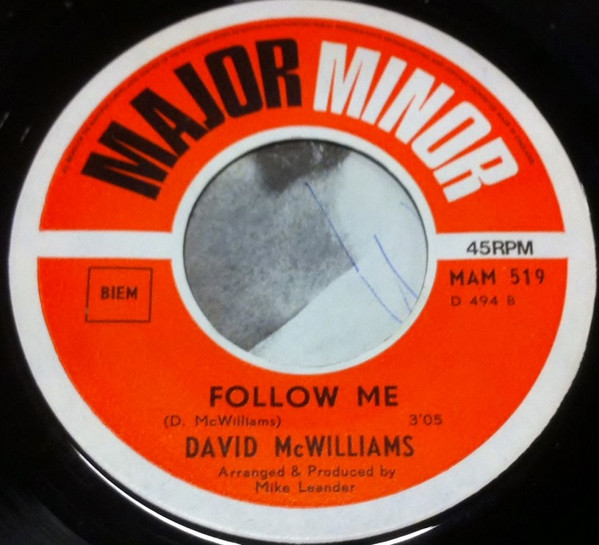 MAJOR MINOR
45RPM
BIEM
MAM 519
D 494 B
FOLLOW ME
(D. McWilliams) 3'05
DAVID McWILLIAMS
Arranged & Produced by
Mike Leander